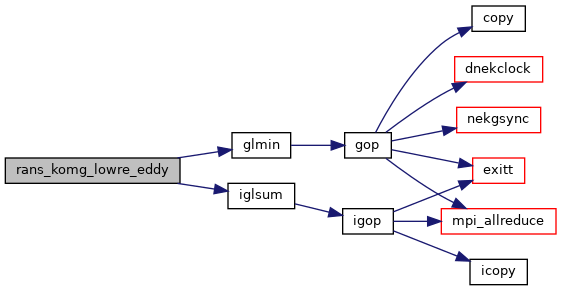 copy
dnekclock
nekgsync
glmin
gop
exitt
rans_komg_lowre_eddy
iglsum
igop
mpi_allreduce
icopy